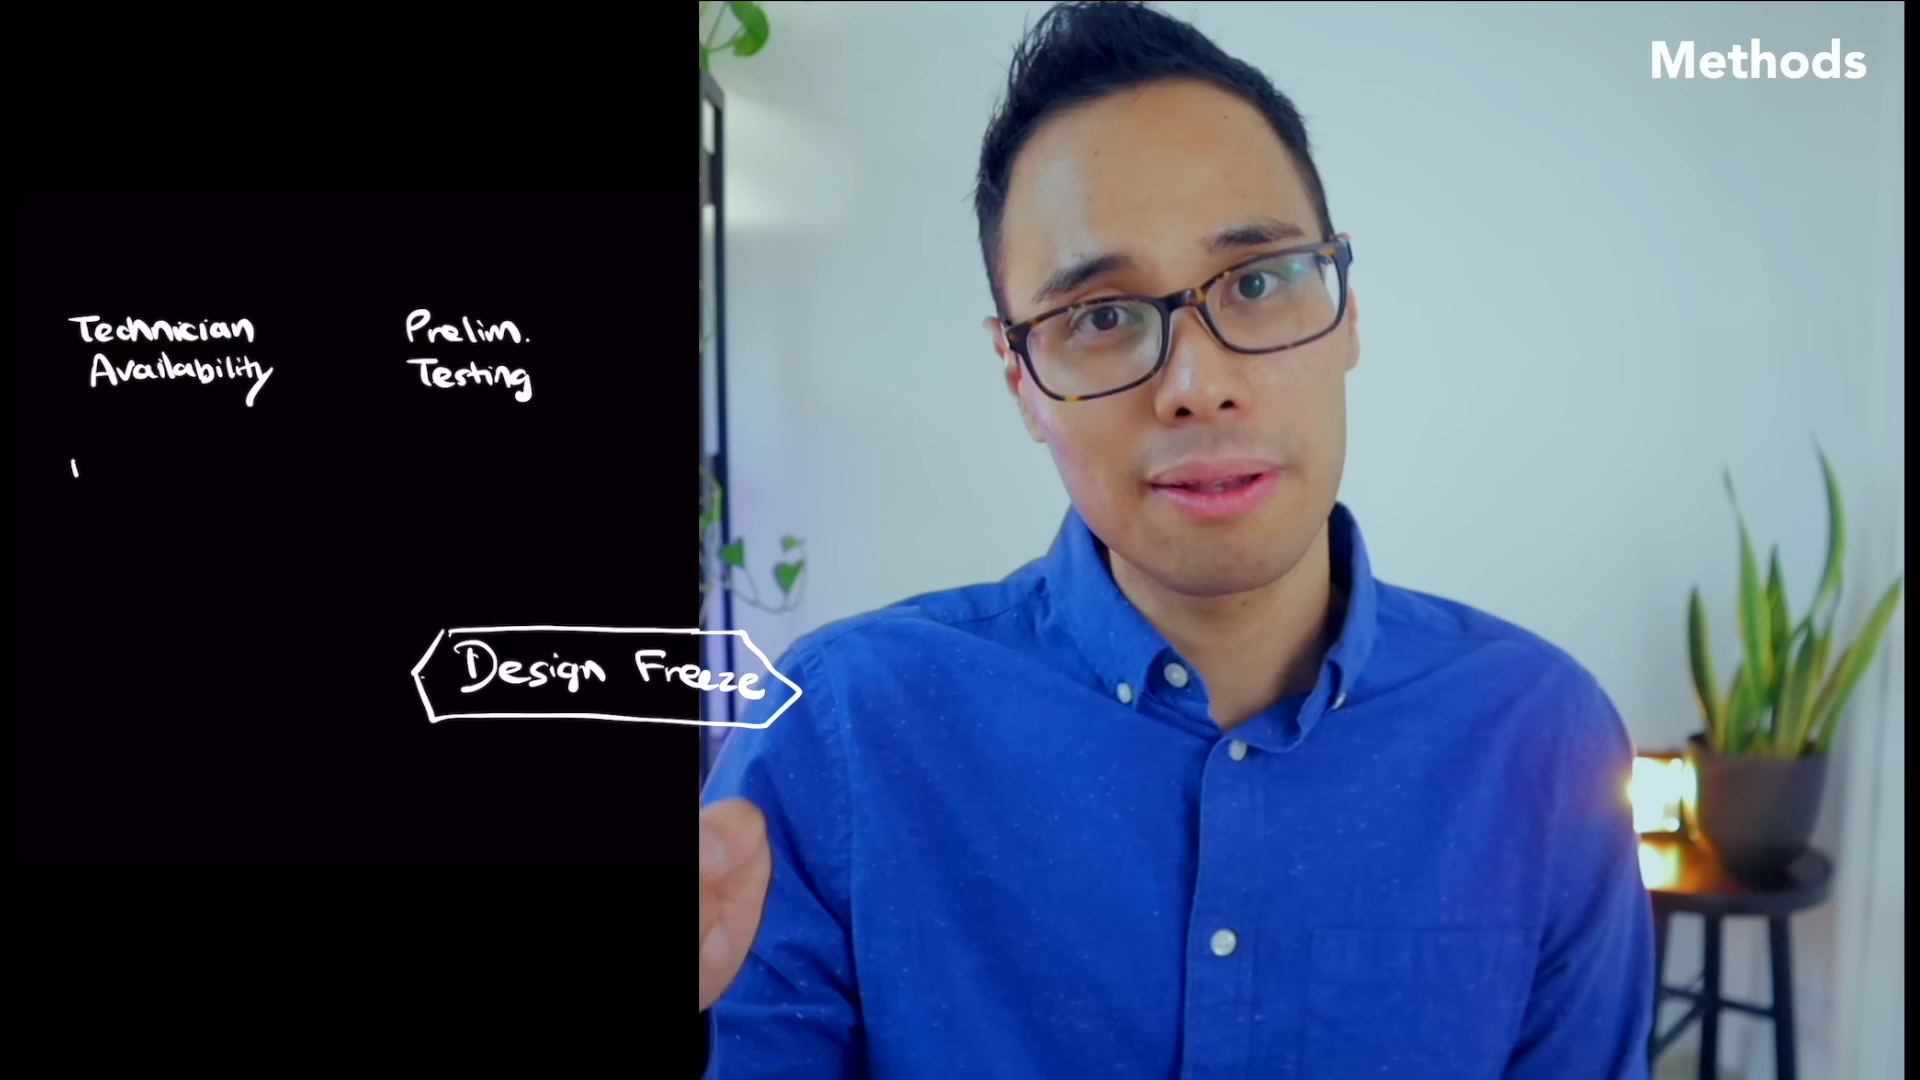 Methods
Technician
Availability
Prelim.
Testing
Design Freeze